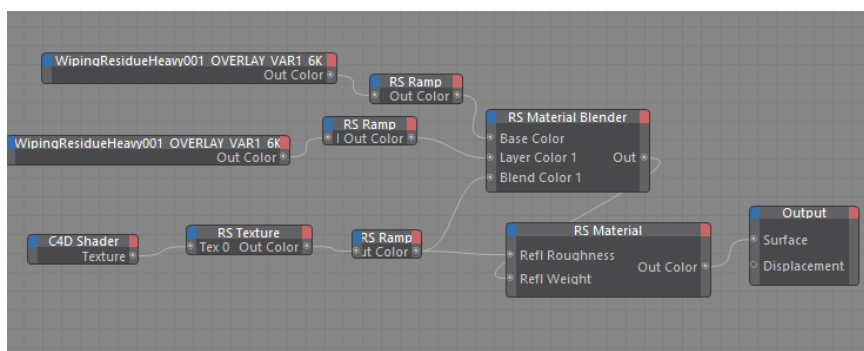 WipingResidueHeavy001_OVERLAY_VAR1_6K
Out Color
RS Ramp
Out Color
WipingResidueHeavy001_OVERLAY_VAR1_6K
Out Color
RS Ramp
Out Color
RS Material Blender
Base Color
Layer Color 1
Out
Blend Color 1
C4D Shader
Texture
RS Texture
Tex 0
Out Color
RS Ramp
ut Color
RS Material
Refl Roughness
Out Color
Refl Weight
Output
Surface
Displacement